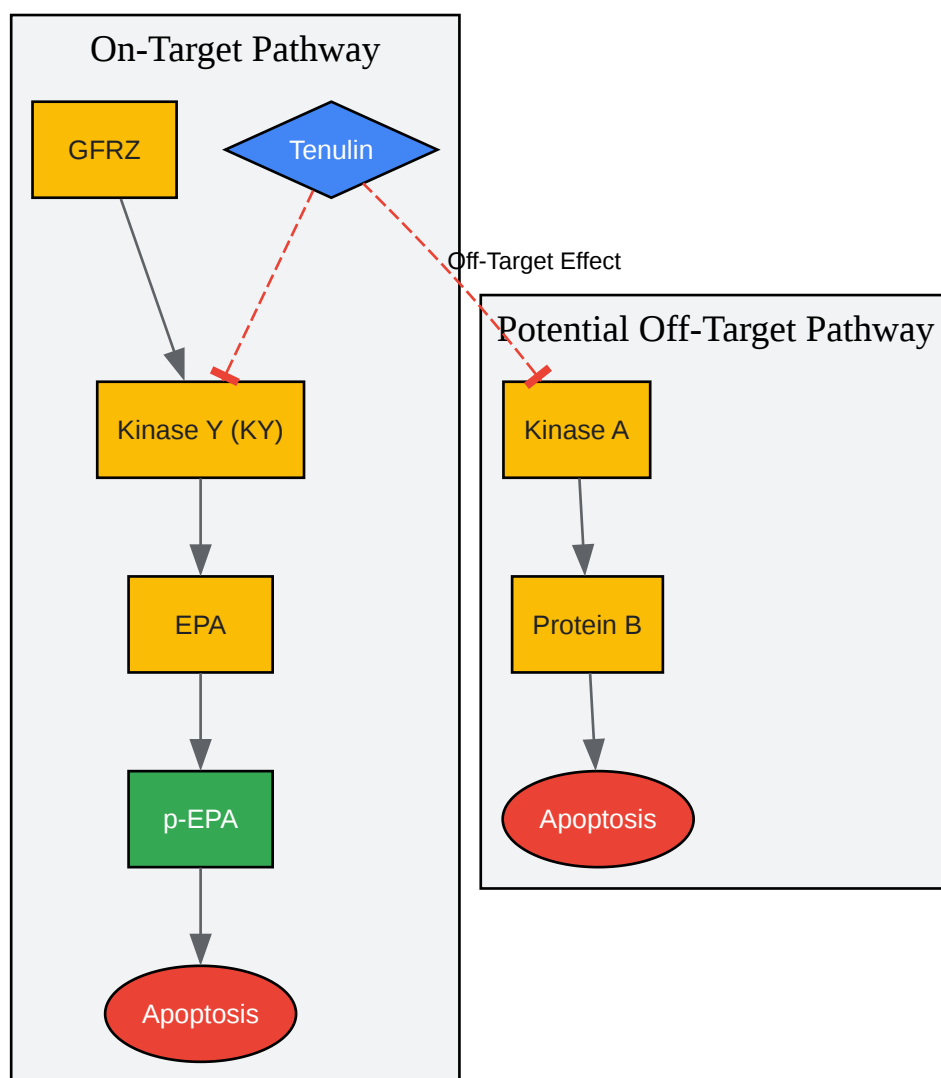 On-Target Pathway
GFRZ
Tenulin
Off-Target Effect
Potential Off-Target Pathway
Kinase Y (KY)
Kinase A
EPA
Protein B
p-EPA
Apoptosis
Apoptosis